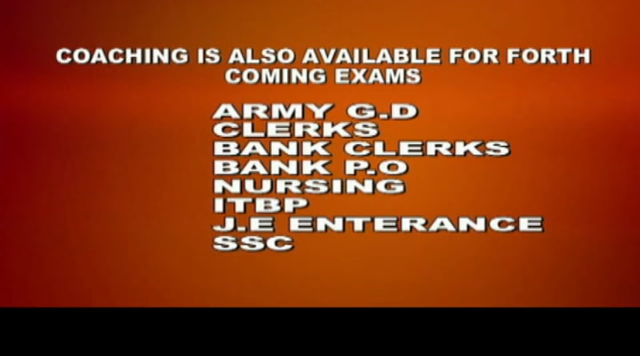 COACHING IS ALSO AVAILABLE FOR FORTH
COMING EXAMS
ARMY G.D
CLERKS
BANK CLERKS
BANK P.O
NURSING
ITBP
J.E ENTERANCE
SSC